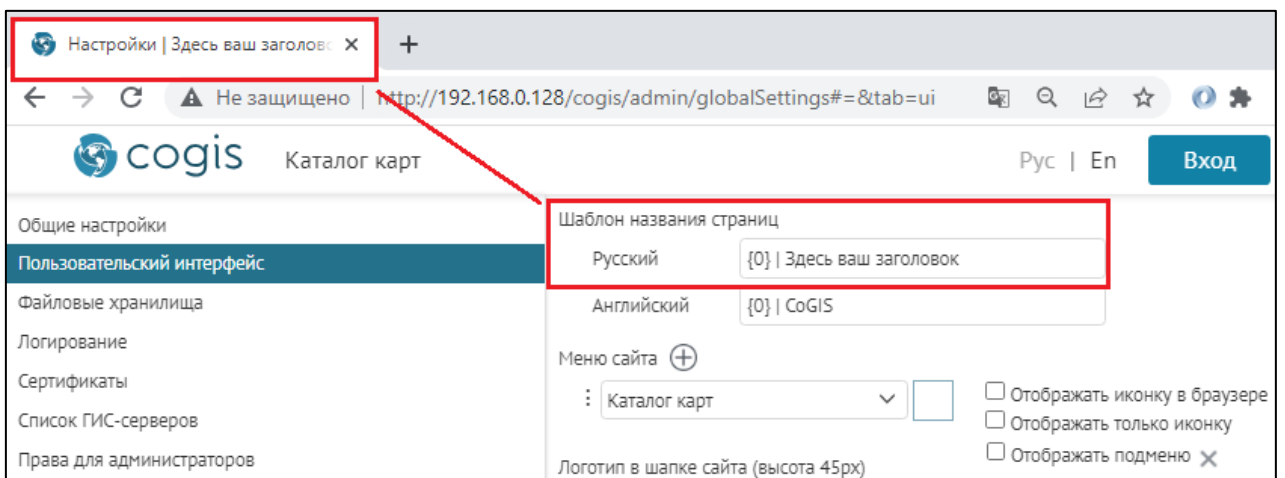 Настройки | Здесь ваш заголово
Не защищено | http://192.168.0.128/cogis/admin/globalSettings#=&tab=ui
cogis Каталог карт Рус | En Вход
Общие настройки
Пользовательский интерфейс
Файловые хранилища
Логирование
Сертификаты
Список ГИС-серверов
Права для администраторов
Шаблон названия страниц
Русский {0} | Здесь ваш заголовок
Английский {0} | CoGIS
Меню сайта
Каталог карт
Отображать иконку в браузере
Отображать только иконку
Отображать подменю
Логотип в шапке сайта (высота 45px)